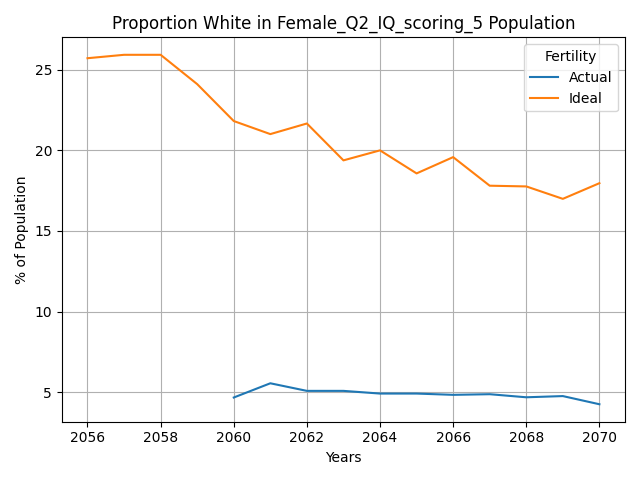 Proportion White in Female_Q2_IQ_scoring_5 Population
Fertility
Actual
Ideal
% of Population
25
20
15
10
5
2056 2058 2060 2062 2064 2066 2068 2070
Years